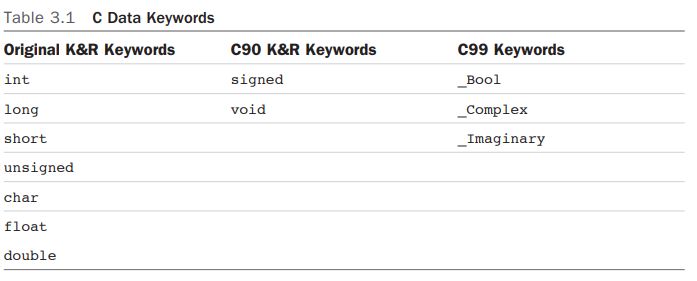 Table 3.1 C Data Keywords
Original K&R Keywords C90 K&R Keywords C99 Keywords
int signed _Bool
long void _Complex
short _Imaginary
unsigned
char
float
double